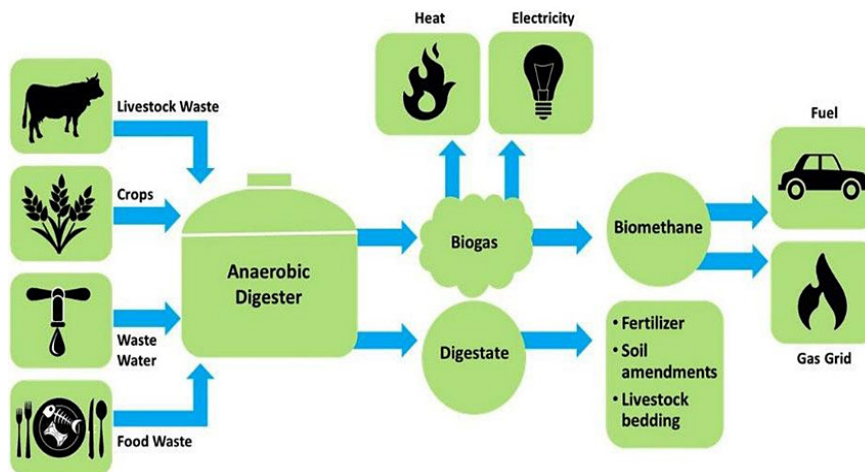 Heat
Electricity
Livestock Waste
Fuel
Crops
Anaerobic
Digester
Biogas
Biomethane
Waste
Water
Digestate
• Fertilizer
• Soil
amendments
• Livestock
bedding
Gas Grid
Food Waste